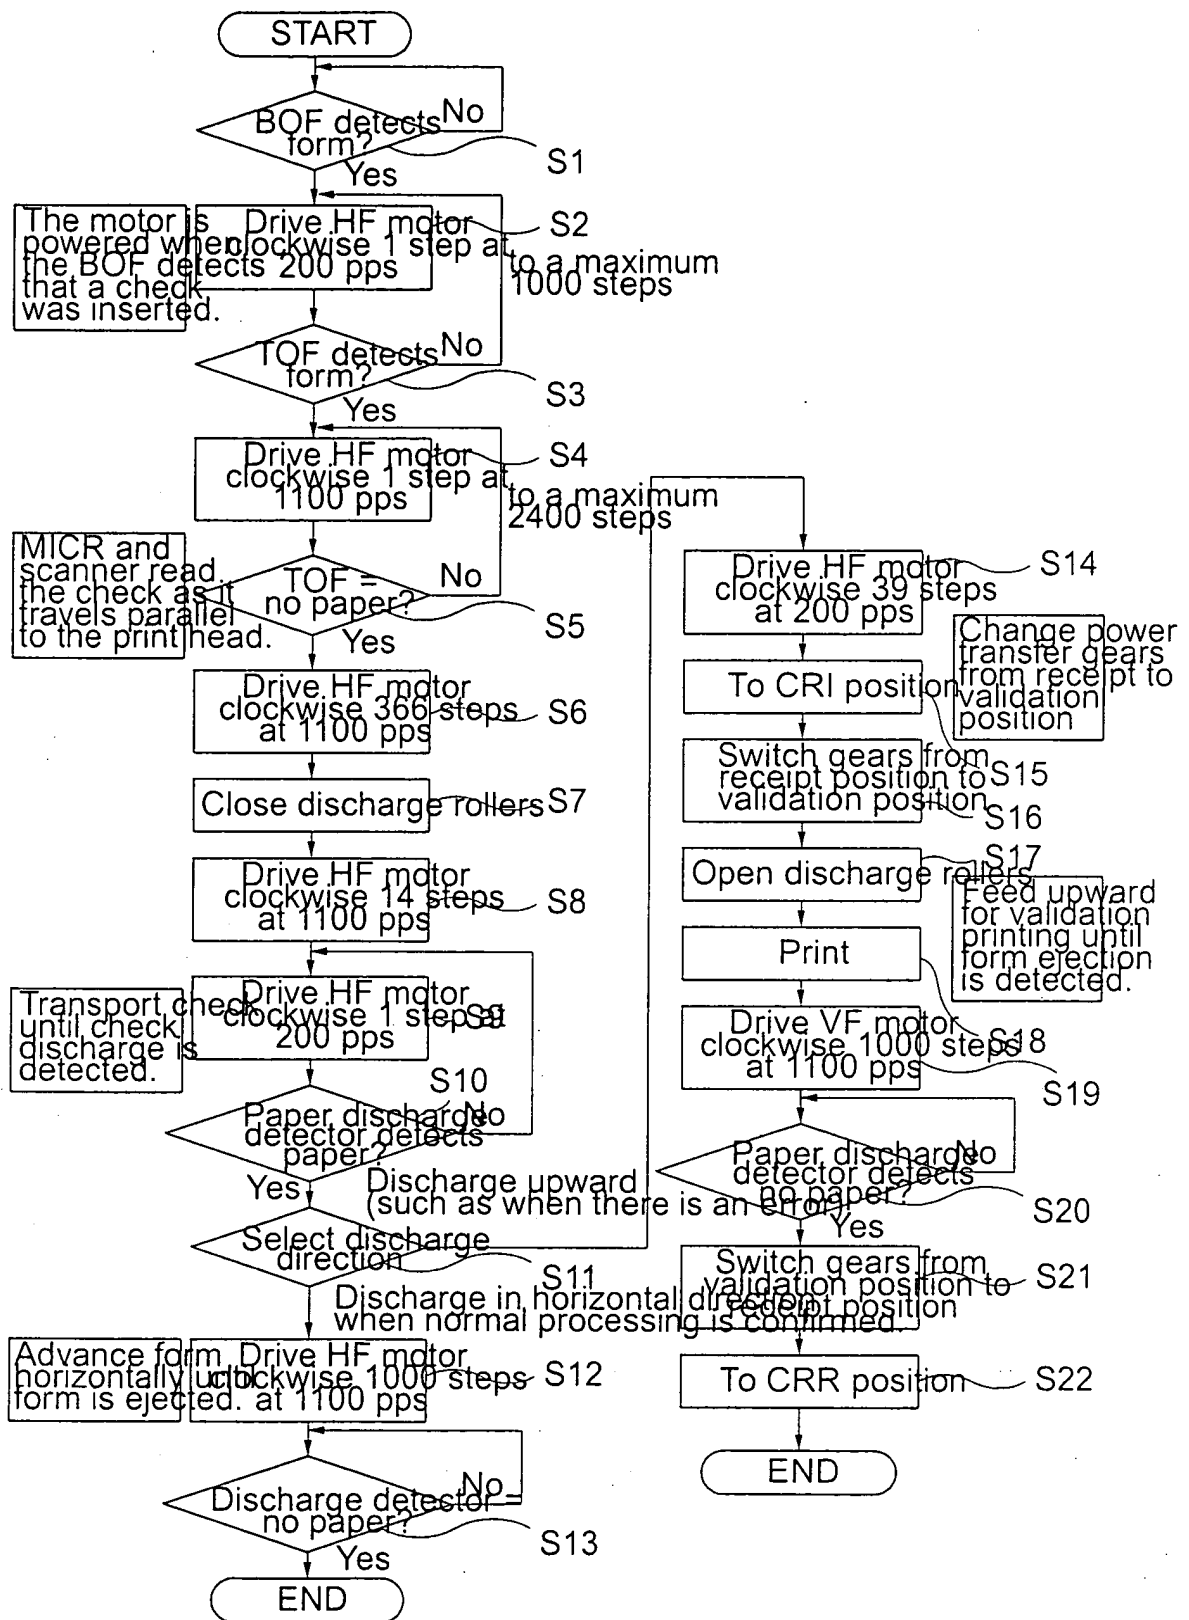 START
BOF detects
form?
No
S1
Yes
The motor is
powered when
the BOF detects
that a check
was inserted.
Drive HF motor
clockwise 1 step at
200 pps
S2
to a maximum
1000 steps
TOF detects
form?
No
S3
Yes
Drive HF motor
clockwise 1 step at
1100 pps
S4
to a maximum
2400 steps
MICR and
scanner read
the check as it
travels parallel
to the print head.
TOF =
no paper?
No
S5
Yes
Drive HF motor
clockwise 366 steps
at 1100 pps
S6
Close discharge rollers
S7
Drive HF motor
clockwise 14 steps
at 1100 pps
S8
Transport check
until check
discharge is
detected.
Drive HF motor
clockwise 1 step at
200 pps
S9
S10
Paper discharge
detector detects
paper?
No
Yes
Discharge upward
(such as when there is an error)
Select discharge
direction
S11
Discharge in horizontal direction
when normal processing is confirmed.
Advance form
horizontally until
form is ejected.
Drive HF motor
clockwise 1000 steps
at 1100 pps
S12
Discharge detector =
no paper?
No
S13
Yes
END
Drive HF motor
clockwise 39 steps
at 200 pps
S14
Change power
transfer gears
from receipt to
validation
position
To CRI position
S15
Switch gears from
receipt position to
validation position
S16
S17
Open discharge rollers
Feed upward
for validation
printing until
form ejection
is detected.
Print
S18
Drive VF motor
clockwise 1000 steps
at 1100 pps
S19
Paper discharge
detector detects
no paper?
No
S20
Yes
Switch gears from
validation position to
receipt position
S21
To CRR position
S22
END